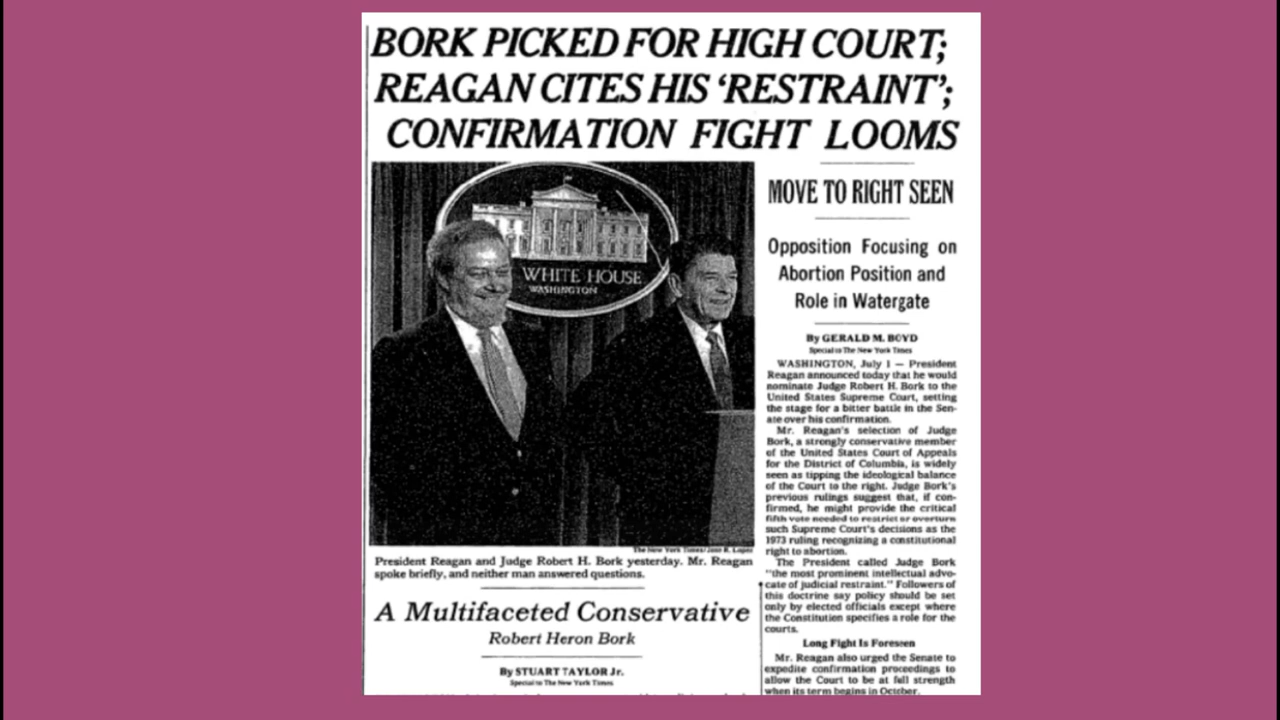 BORK PICKED FOR HIGH COURT;
REAGAN CITES HIS ‘RESTRAINT’;
CONFIRMATION FIGHT LOOMS
WHITE HOUSE
WASHINGTON
The New York Times/Jose R. Lopez
President Reagan and Judge Robert H. Bork yesterday. Mr. Reagan
spoke briefly, and neither man answered questions.
A Multifaceted Conservative
Robert Heron Bork
By STUART TAYLOR Jr.
Special to The New York Times
MOVE TO RIGHT SEEN
Opposition Focusing on
Abortion Position and
Role in Watergate
By GERALD M. BOYD
Special to The New York Times
WASHINGTON, July 1 — President
Reagan announced today that he would
nominate Judge Robert H. Bork to the
United States Supreme Court, setting
the stage for a bitter battle in the Sen-
ate over his confirmation.
Mr. Reagan's selection of Judge
Bork, a strongly conservative member
of the United States Court of Appeals
for the District of Columbia, is widely
seen as tipping the ideological balance
of the Court to the right. Judge Bork's
previous rulings suggest that, if con-
firmed, he might provide the critical
fifth vote needed to restrict or overturn
such Supreme Court's decisions as the
1973 ruling recognizing a constitutional
right to abortion.
The President called Judge Bork
"the most prominent intellectual advo-
cate of judicial restraint." Followers of
this doctrine say policy should be set
only by elected officials except where
the Constitution specifies a role for the
courts.
Long Fight Is Foreseen
Mr. Reagan also urged the Senate to
expedite confirmation proceedings to
allow the Court to be at full strength
when its term begins in October.